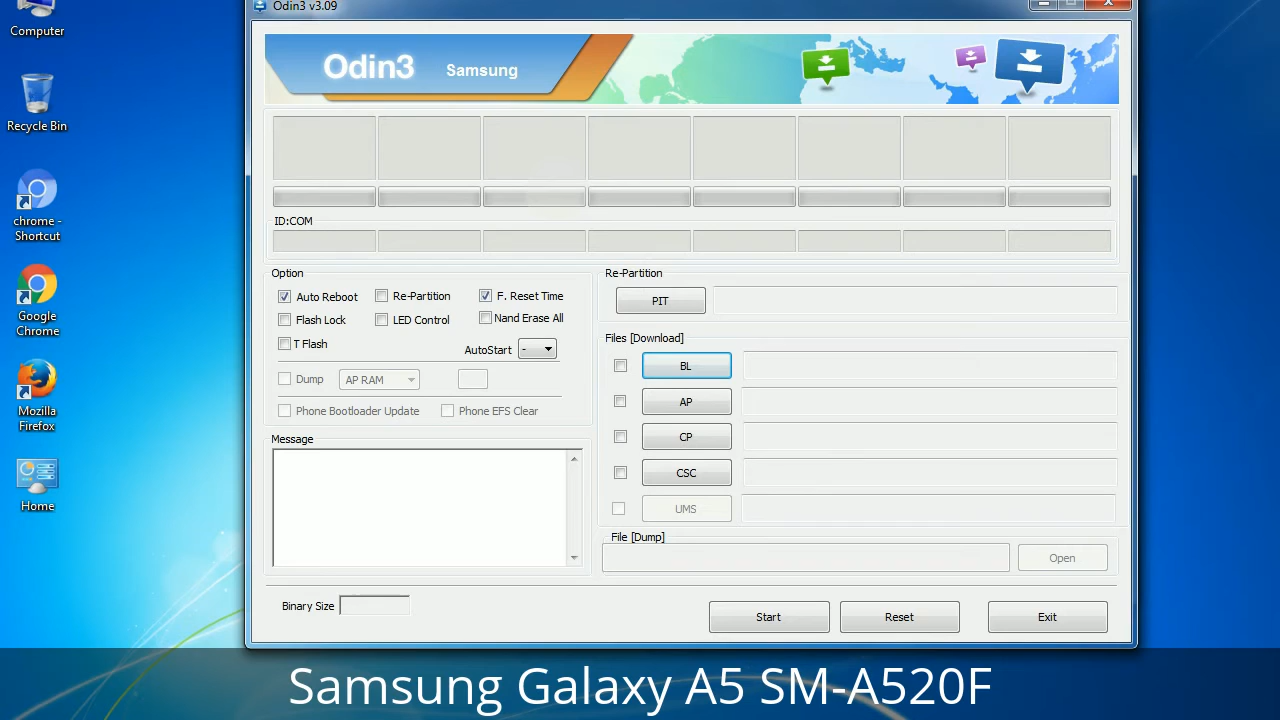 Computer
Recycle Bin
chrome -
Shortcut
Google
Chrome
Mozilla
Firefox
Home
Odin3 v3.09
Odin3 Samsung
ID:COM
Option
Auto Reboot
Re-Partition
F. Reset Time
Flash Lock
LED Control
Nand Erase All
T Flash
AutoStart -
Dump
AP RAM
Phone Bootloader Update
Phone EFS Clear
Message
Re-Partition
PIT
Files [Download]
BL
AP
CP
CSC
UMS
File [Dump]
Open
Binary Size
Start
Reset
Exit
Samsung Galaxy A5 SM-A520F